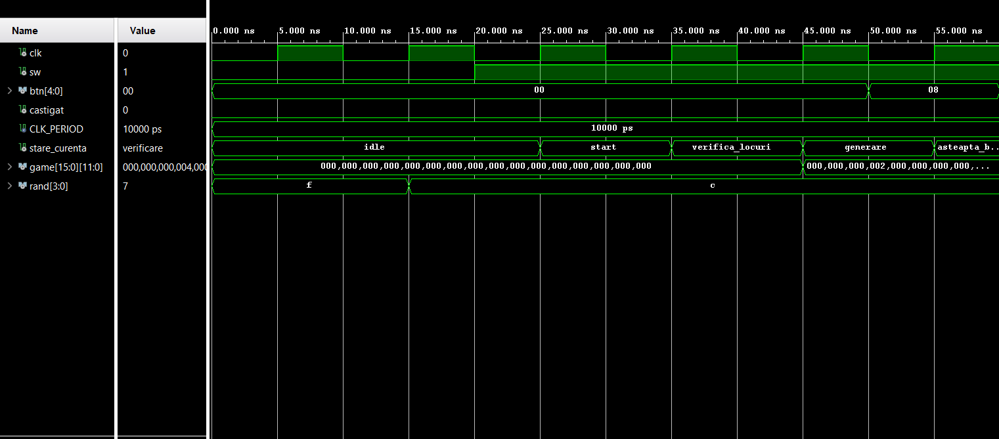 Name Value
0.000 ns 5.000 ns 10.000 ns 15.000 ns 20.000 ns 25.000 ns 30.000 ns 35.000 ns 40.000 ns 45.000 ns 50.000 ns 55.000 ns
clk 0
sw 1
btn[4:0] 00 00 08
castigat 0
CLK_PERIOD 10000 ps 10000 ps
stare_curenta verificare idle start verifica_locuri generare asteapta_b...
game[15:0][11:0] 000,000,000,004,000 000,000,000,000,000,000,000,000,000,000,000,000,000,000,000,000 000,000,000,002,000,000,000,000,...
rand[3:0] 7 f c